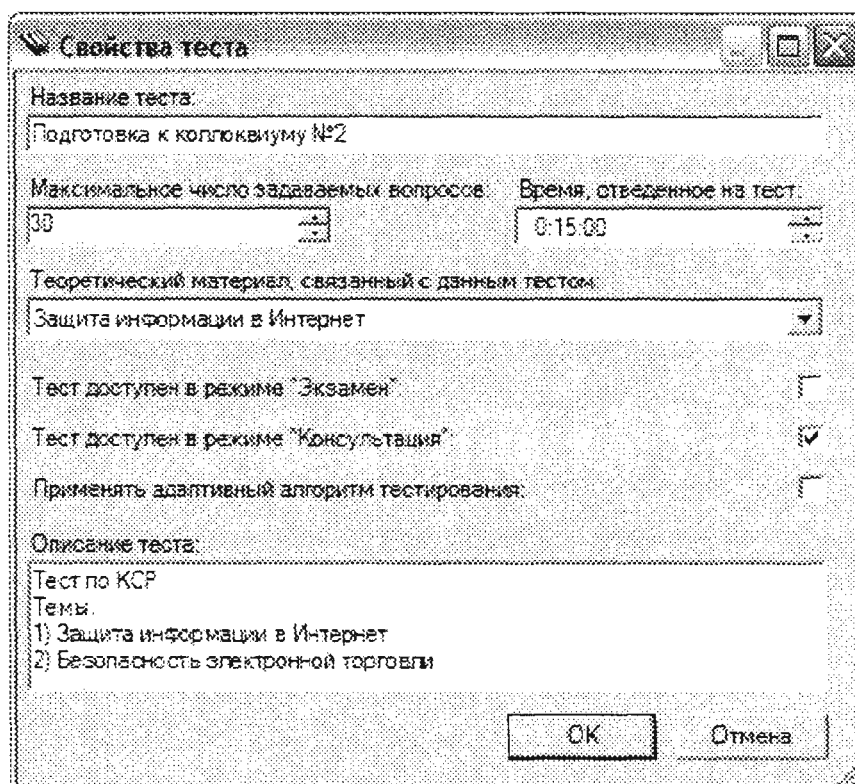 Свойства теста
Название теста:
Подготовка к коллоквиуму №2
Максимальное число задаваемых вопросов: Время, отведенное на тест:
30 0:15:00
Теоретический материал, связанный с данным тестом:
Защита информации в Интернет
Тест доступен в режиме "Экзамен":
Тест доступен в режиме "Консультация":
Применять адаптивный алгоритм тестирования:
Описание теста:
Тест по КСР
Темы:
1) Защита информации в Интернет
2) Безопасность электронной торговли
OK Отмена